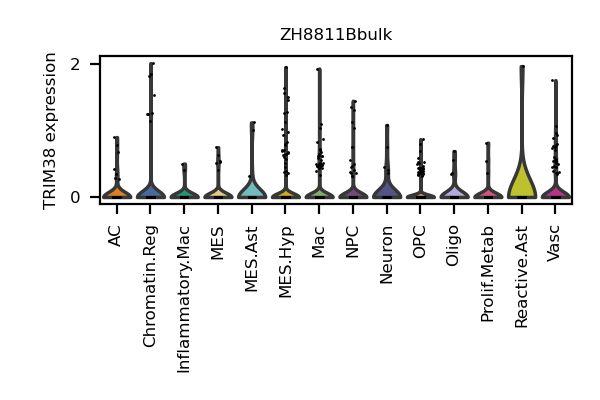 ZH8811Bbulk
TRIM38 expression
2
0
AC
Chromatin.Reg
Inflammatory.Mac
MES
MES.Ast
MES.Hyp
Mac
NPC
Neuron
OPC
Oligo
Prolif.Metab
Reactive.Ast
Vasc